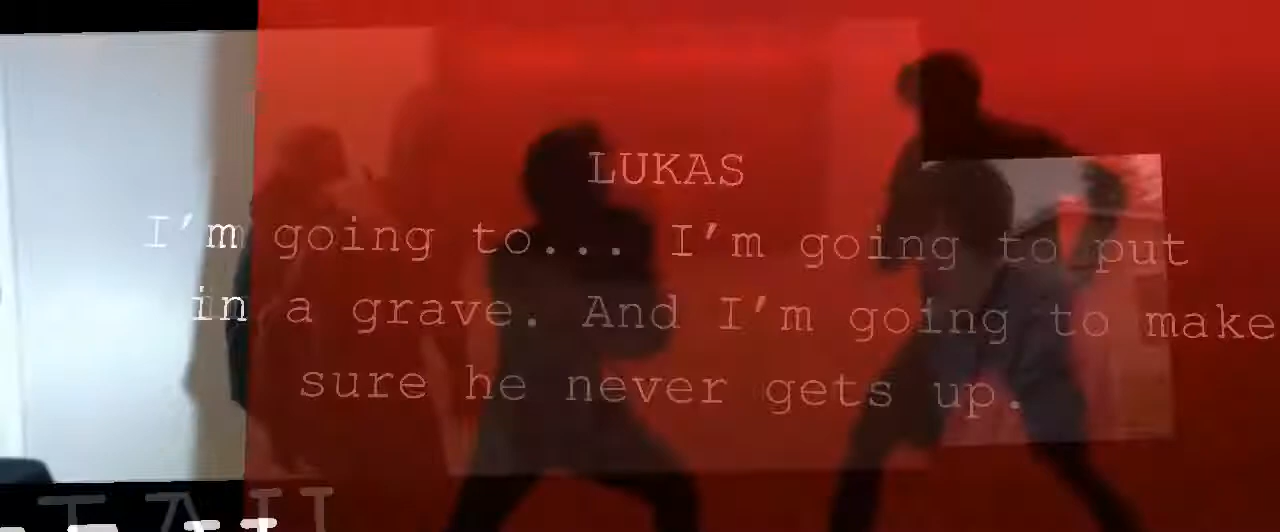 LUKAS
I'm going to... I'm going to put
in a grave. And I'm going to make
sure he never gets up.